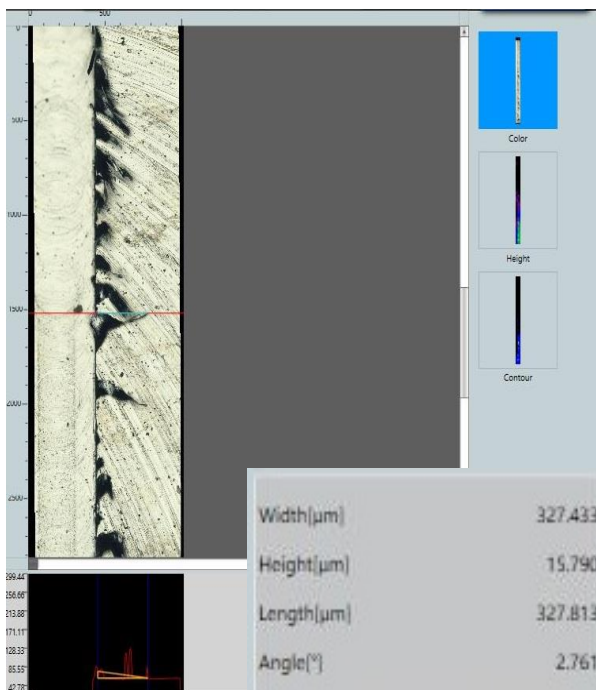 0 500
0
Color
500
1000
Height
1500
Contour
2000
2500
Width[μm] 327.433
Height[μm] 15.790
Length[μm] 327.813
Angle[°] 2.761
299.44
256.66
213.88
171.11
128.33
85.55
42.78